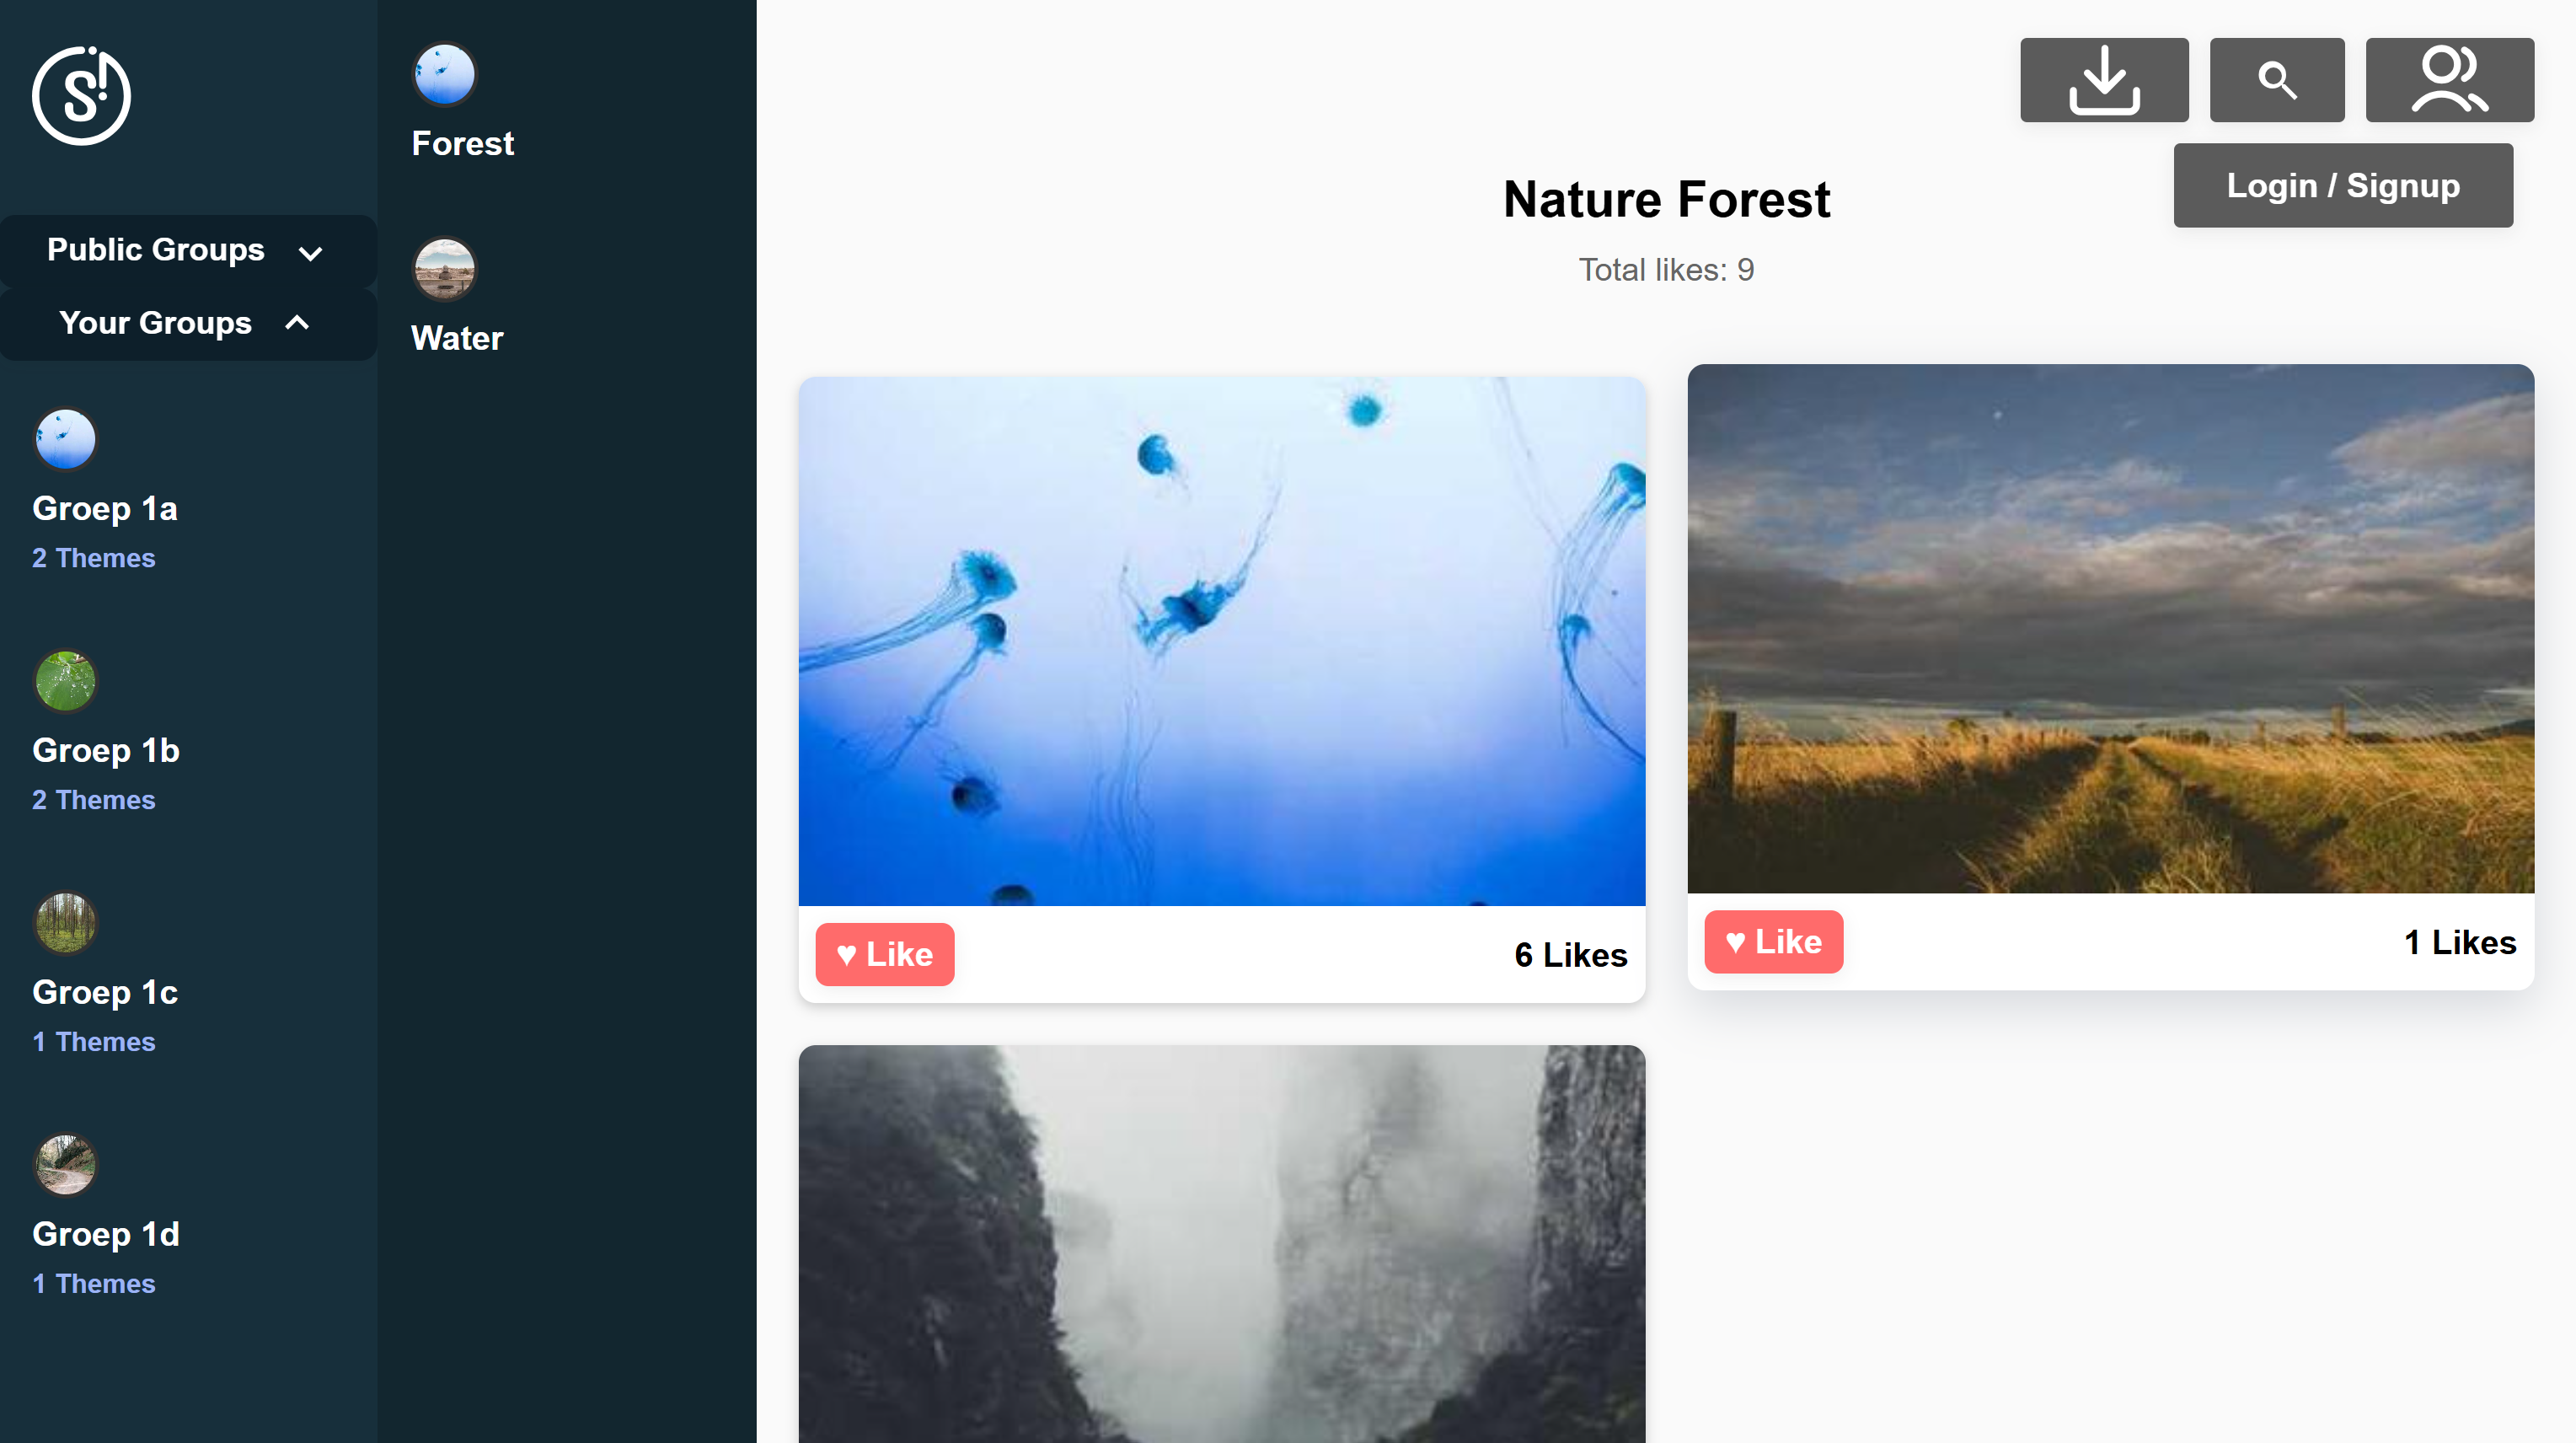 S!
Public Groups
Your Groups
Groep 1a
2 Themes
Groep 1b
2 Themes
Groep 1c
1 Themes
Groep 1d
1 Themes
Forest
Water
Login / Signup
Nature Forest
Total likes: 9
♥ Like
6 Likes
♥ Like
1 Likes